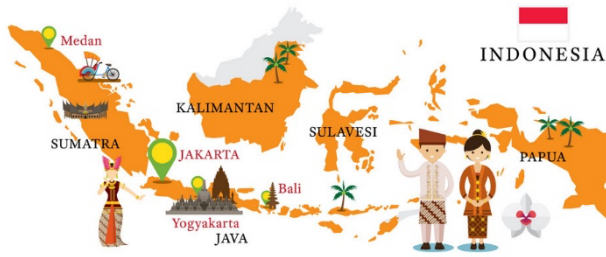 Medan
INDONESIA
KALIMANTAN
SULAVESI
SUMATRA
JAKARTA
PAPUA
Bali
Yogyakarta
JAVA